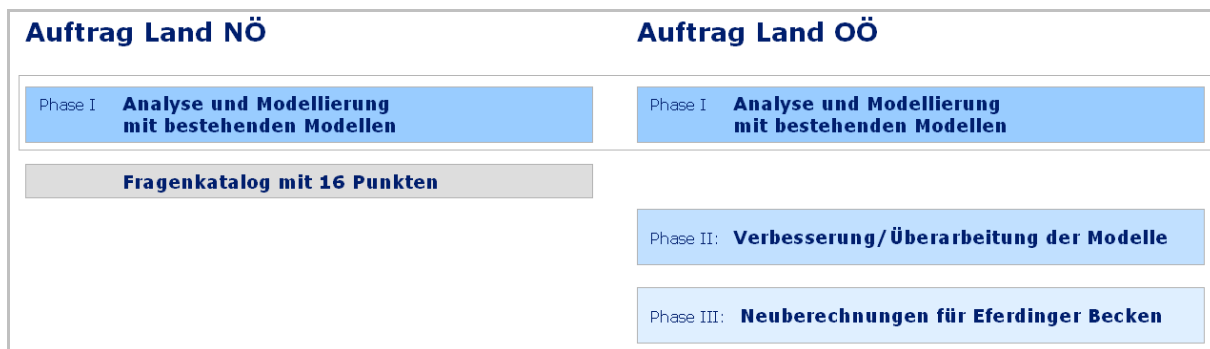 Auftrag Land NÖ
Auftrag Land OÖ
Phase I Analyse und Modellierung
mit bestehenden Modellen
Phase I Analyse und Modellierung
mit bestehenden Modellen
Fragenkatalog mit 16 Punkten
Phase II: Verbesserung/Überarbeitung der Modelle
Phase III: Neuberechnungen für Eferdinger Becken